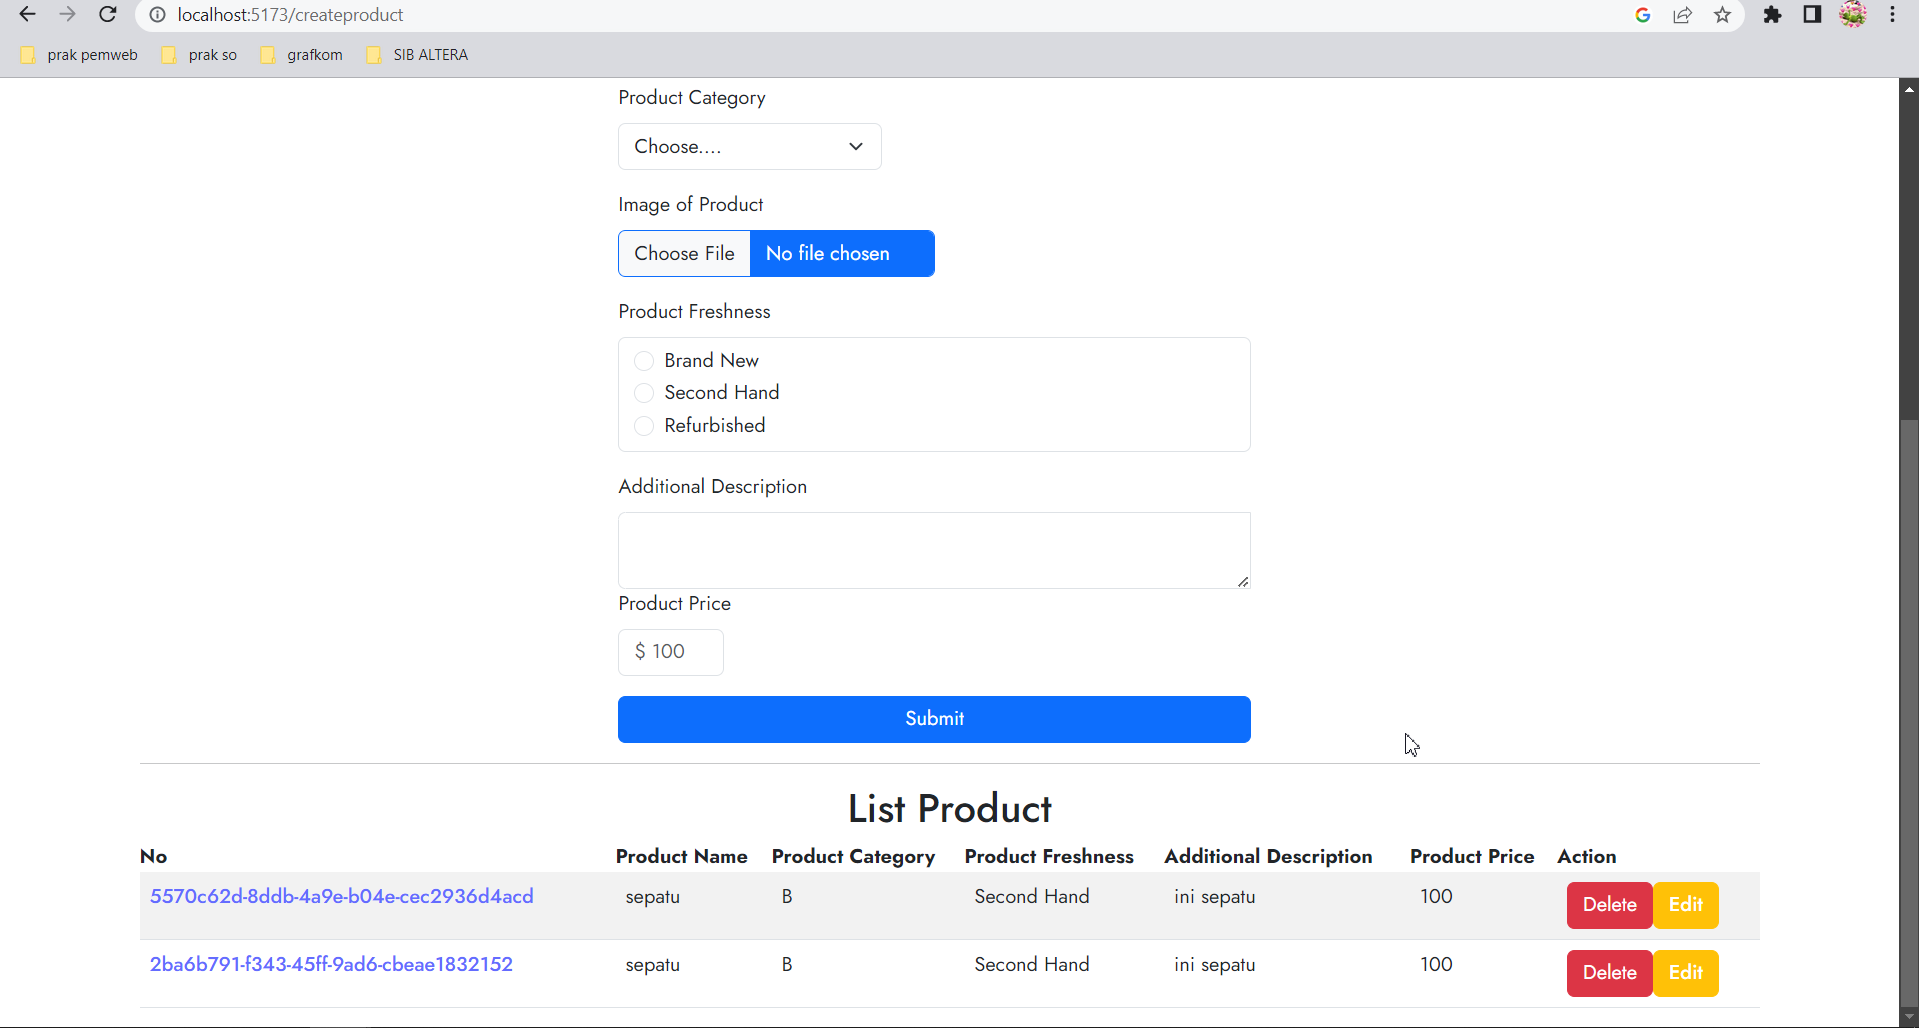 localhost:5173/createproduct
prak pemweb prak so grafkom SIB ALTERA
Product Category
Choose....
Image of Product
Choose File No file chosen
Product Freshness
Brand New
Second Hand
Refurbished
Additional Description
Product Price
$ 100
Submit
List Product
No Product Name Product Category Product Freshness Additional Description Product Price Action
5570c62d-8ddb-4a9e-b04e-cec2936d4acd sepatu B Second Hand ini sepatu 100 Delete Edit
2ba6b791-f343-45ff-9ad6-cbeae1832152 sepatu B Second Hand ini sepatu 100 Delete Edit